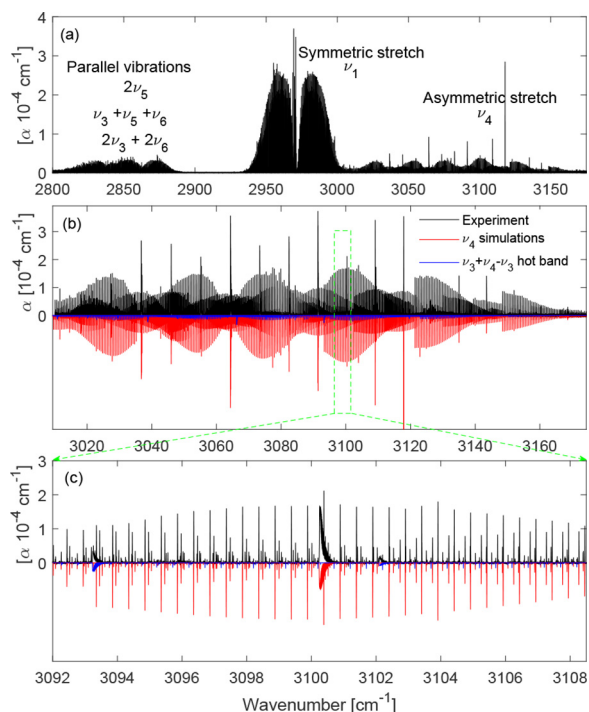 (a)
Parallel vibrations
2ν5
ν3 +ν5 +ν6
2ν3 + 2ν6
Symmetric stretch
ν1
Asymmetric stretch
ν4
[α 10-4 cm-1]
4
3
2
1
0
2800 2850 2900 2950 3000 3050 3100 3150
(b)
Experiment
ν4 simulations
ν3+ν4-ν3 hot band
α [10-4 cm-1]
3
2
1
0
3020 3040 3060 3080 3100 3120 3140 3160
(c)
[α 10-4 cm-1]
3
2
1
0
3092 3094 3096 3098 3100 3102 3104 3106 3108
Wavenumber [cm-1]